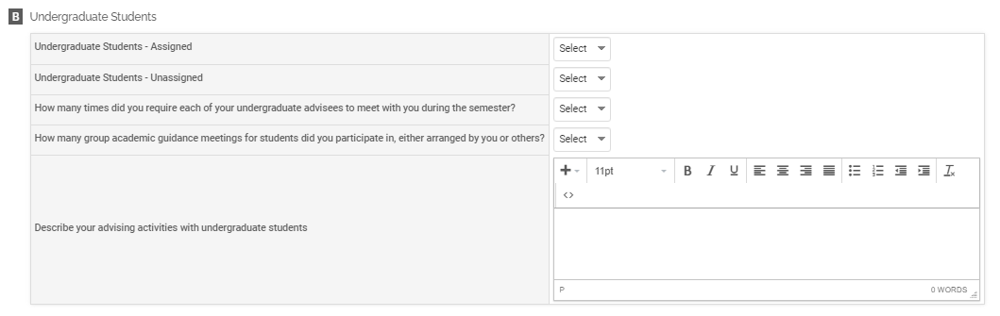 B Undergraduate Students
Undergraduate Students - Assigned
Select
Undergraduate Students - Unassigned
Select
How many times did you require each of your undergraduate advisees to meet with you during the semester?
Select
How many group academic guidance meetings for students did you participate in, either arranged by you or others?
Select
11pt B I U
Describe your advising activities with undergraduate students
P 0 WORDS